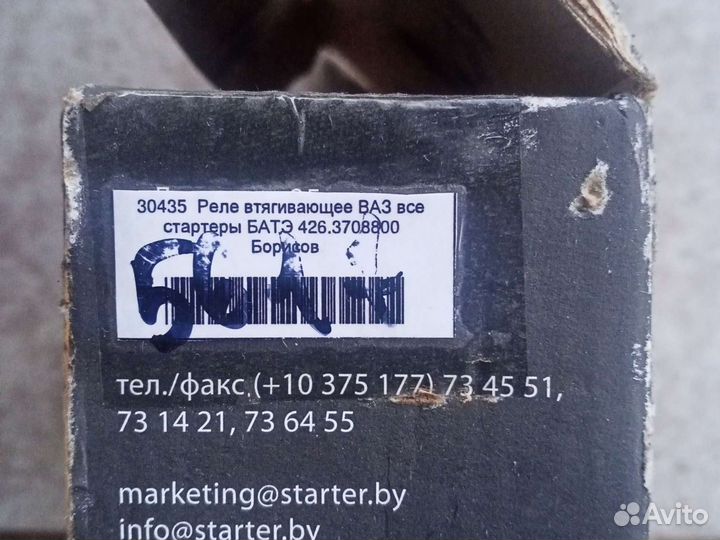 30435 Реле втягивающее ВАЗ все
стартеры БАТЭ 426.3708800
Борисов
тел./факс.(+10 375 177) 73 45 51,
73 14 21, 73 64 55
marketing@starter.by
info@starter.by
Avito